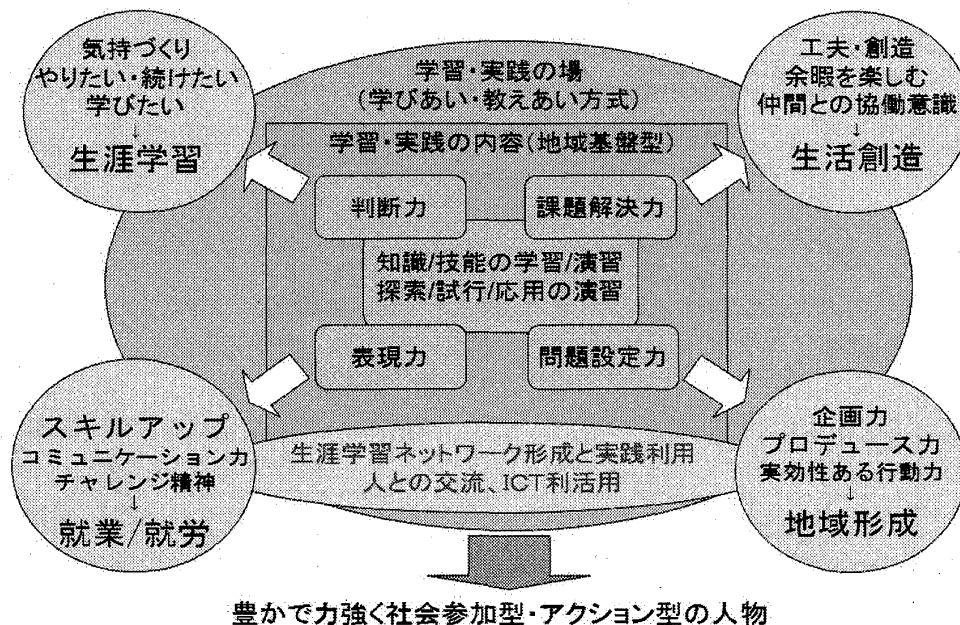 気持づくり
やりたい・続けたい
学びたい
↓
生涯学習
学習・実践の場
(学びあい・教えあい方式)
工夫・創造
余暇を楽しむ
仲間との協働意識
↓
生活創造
学習・実践の内容(地域基盤型)
判断力
課題解決力
知識/技能の学習/演習
探索/試行/応用の演習
表現力
問題設定力
スキルアップ
コミュニケーション力
チャレンジ精神
↓
就業/就労
生涯学習ネットワーク形成と実践利用
人との交流、ICT利活用
企画力
プロデュース力
実効性ある行動力
↓
地域形成
豊かで力強く社会参加型・アクション型の人物